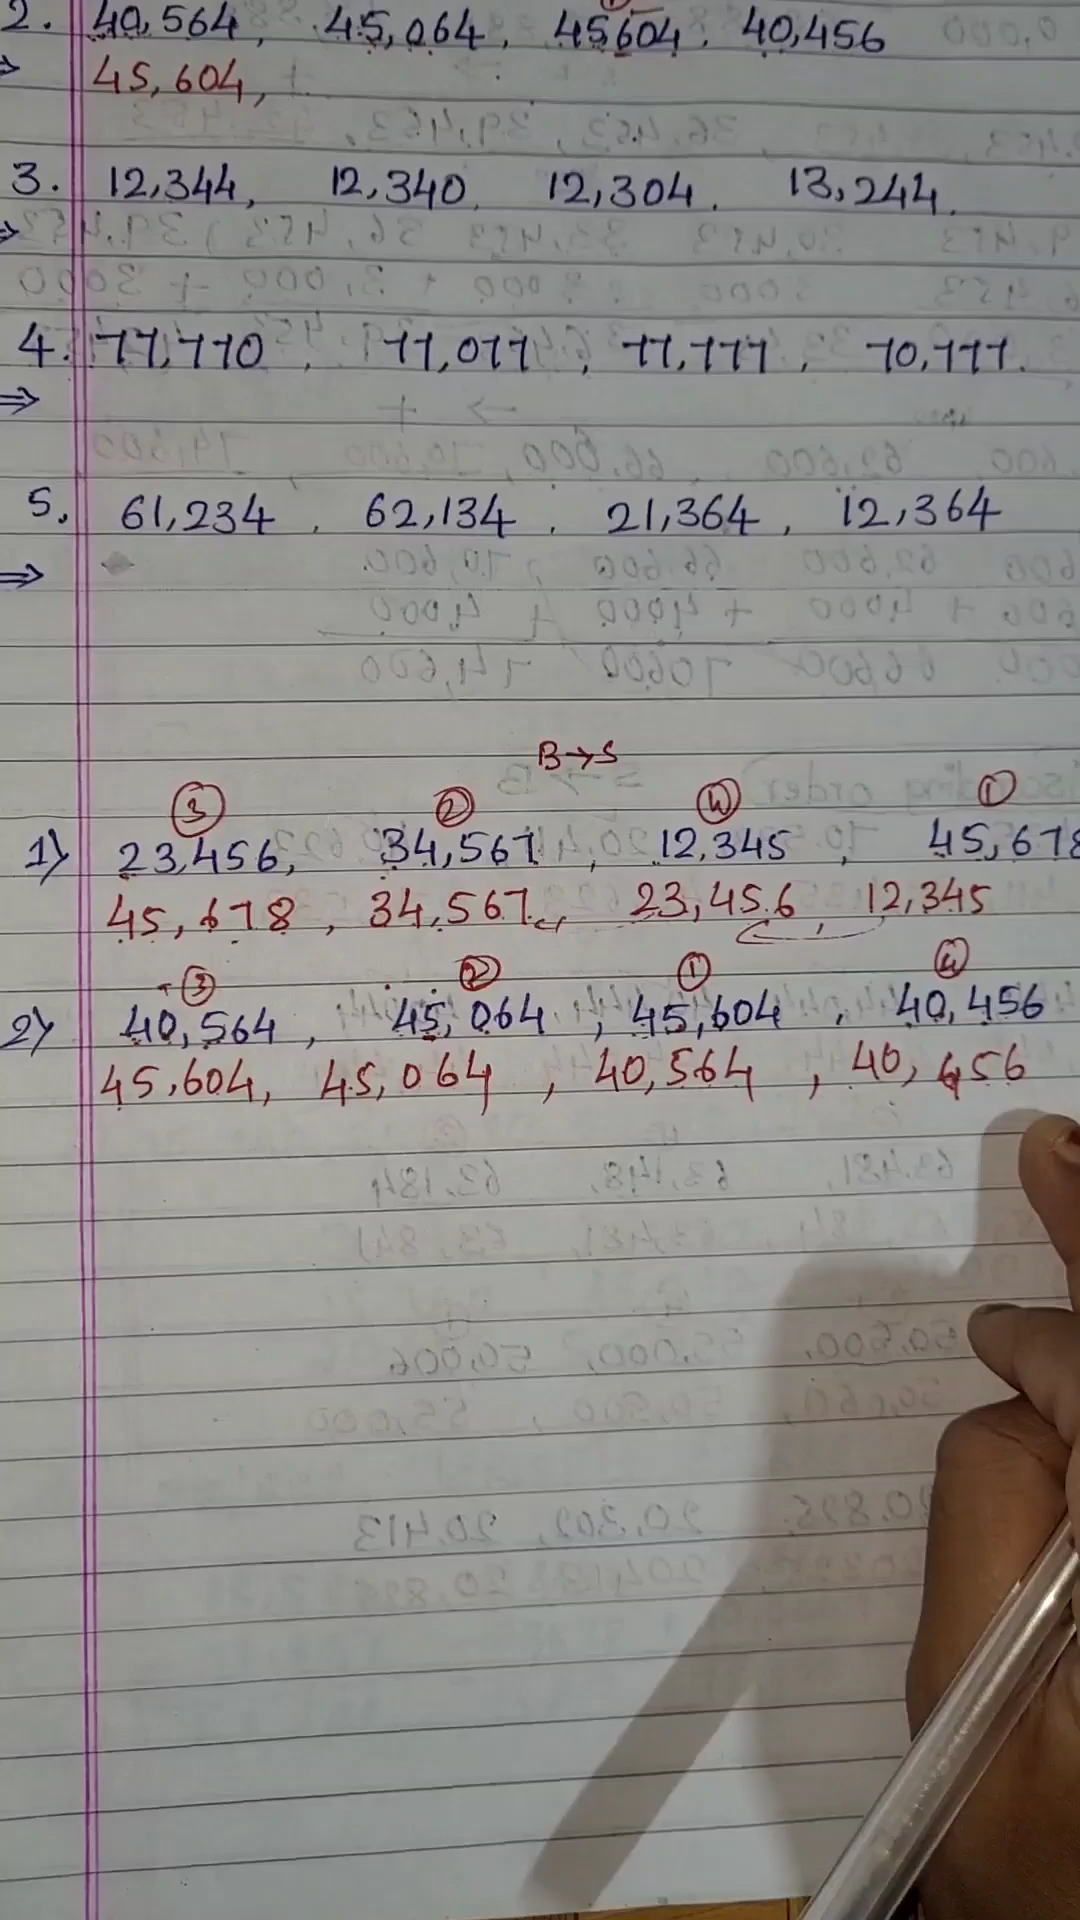 2. 40,564, 45,064, 45604, 40,456
⇒ 45,604,
3. 12,344, 12,340, 12,304, 13,244.
⇒
4. 77,770, 77,077, 77,777, 70,777.
⇒
5. 61,234, 62,134, 21,364, 12,364
⇒
B→S
③ ② ④ ①
1) 23,456, 34,567, 12,345, 45,678
45,678, 34,567, 23,456, 12,345
③ ② ① ④
2) 40,564, 45,064, 45,604, 40,456
45,604, 45,064, 40,564, 40,456